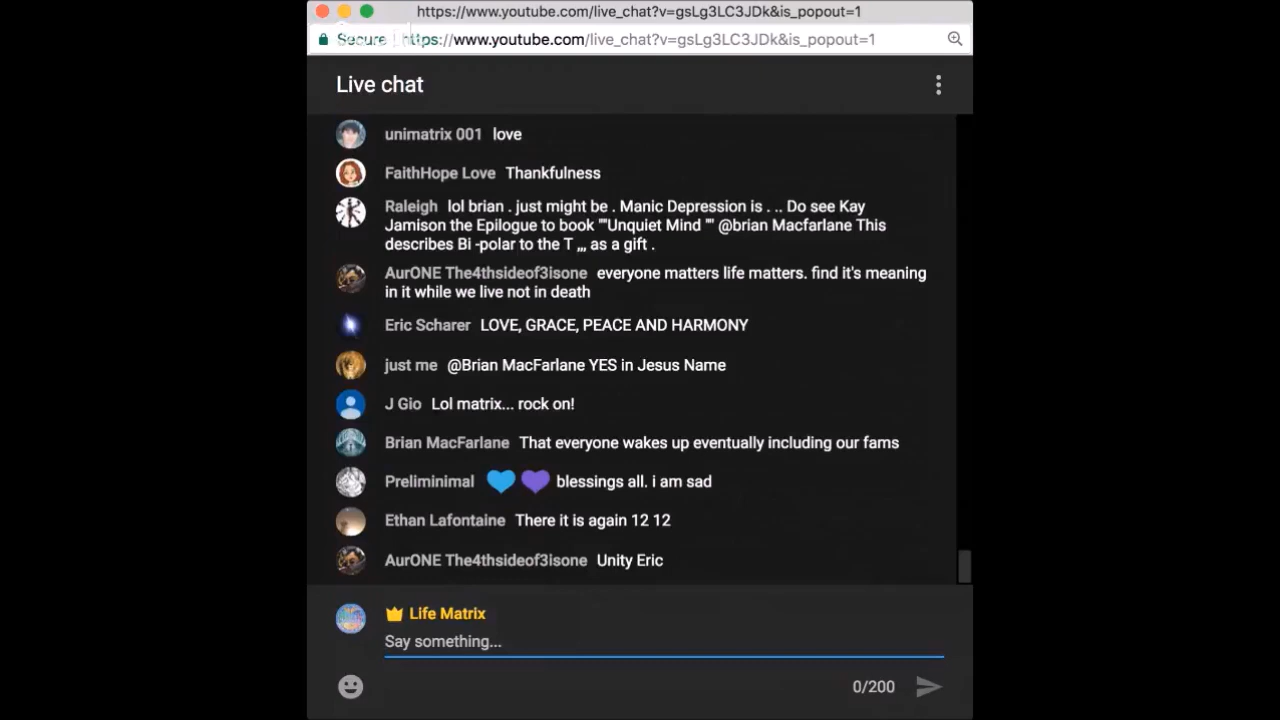 https://www.youtube.com/live_chat?v=gsLg3LC3JDk&is_popout=1
Secure https://www.youtube.com/live_chat?v=gsLg3LC3JDk&is_popout=1
Live chat
unimatrix 001 love
FaithHope Love Thankfulness
Raleigh lol brian . just might be . Manic Depression is . .. Do see Kay
Jamison the Epilogue to book ""Unquiet Mind "" @brian Macfarlane This
describes Bi -polar to the T ,,, as a gift .
AurONE The4thsideof3isone everyone matters life matters. find it's meaning
in it while we live not in death
Eric Scharer LOVE, GRACE, PEACE AND HARMONY
just me @Brian MacFarlane YES in Jesus Name
J Gio Lol matrix... rock on!
Brian MacFarlane That everyone wakes up eventually including our fams
Preliminimal 💙 💜 blessings all. i am sad
Ethan Lafontaine There it is again 12 12
AurONE The4thsideof3isone Unity Eric
Life Matrix
Say something...
0/200